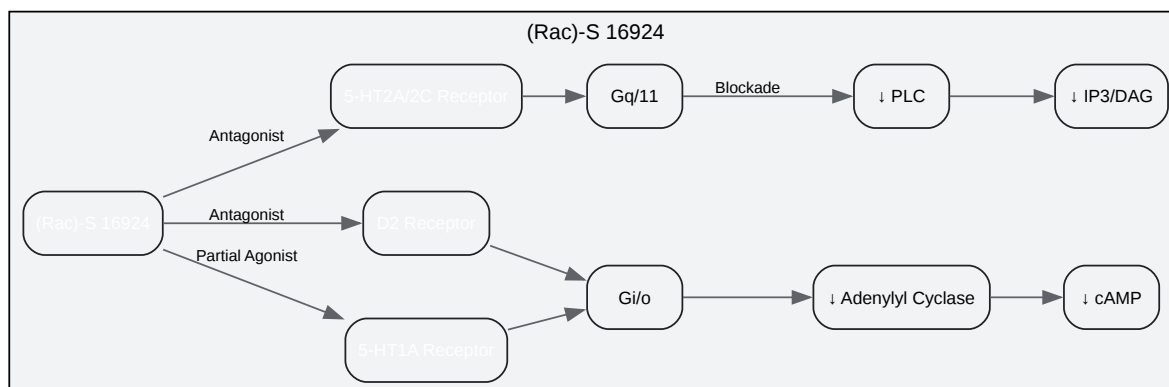 (Rac)-S 16924
5-HT2A/2C Receptor
Gq/11
Blockade
↓ PLC
↓ IP3/DAG
Antagonist
(Rac)-S 16924
Antagonist
D2 Receptor
Partial Agonist
Gi/o
↓ Adenylyl Cyclase
↓ cAMP
5-HT1A Receptor